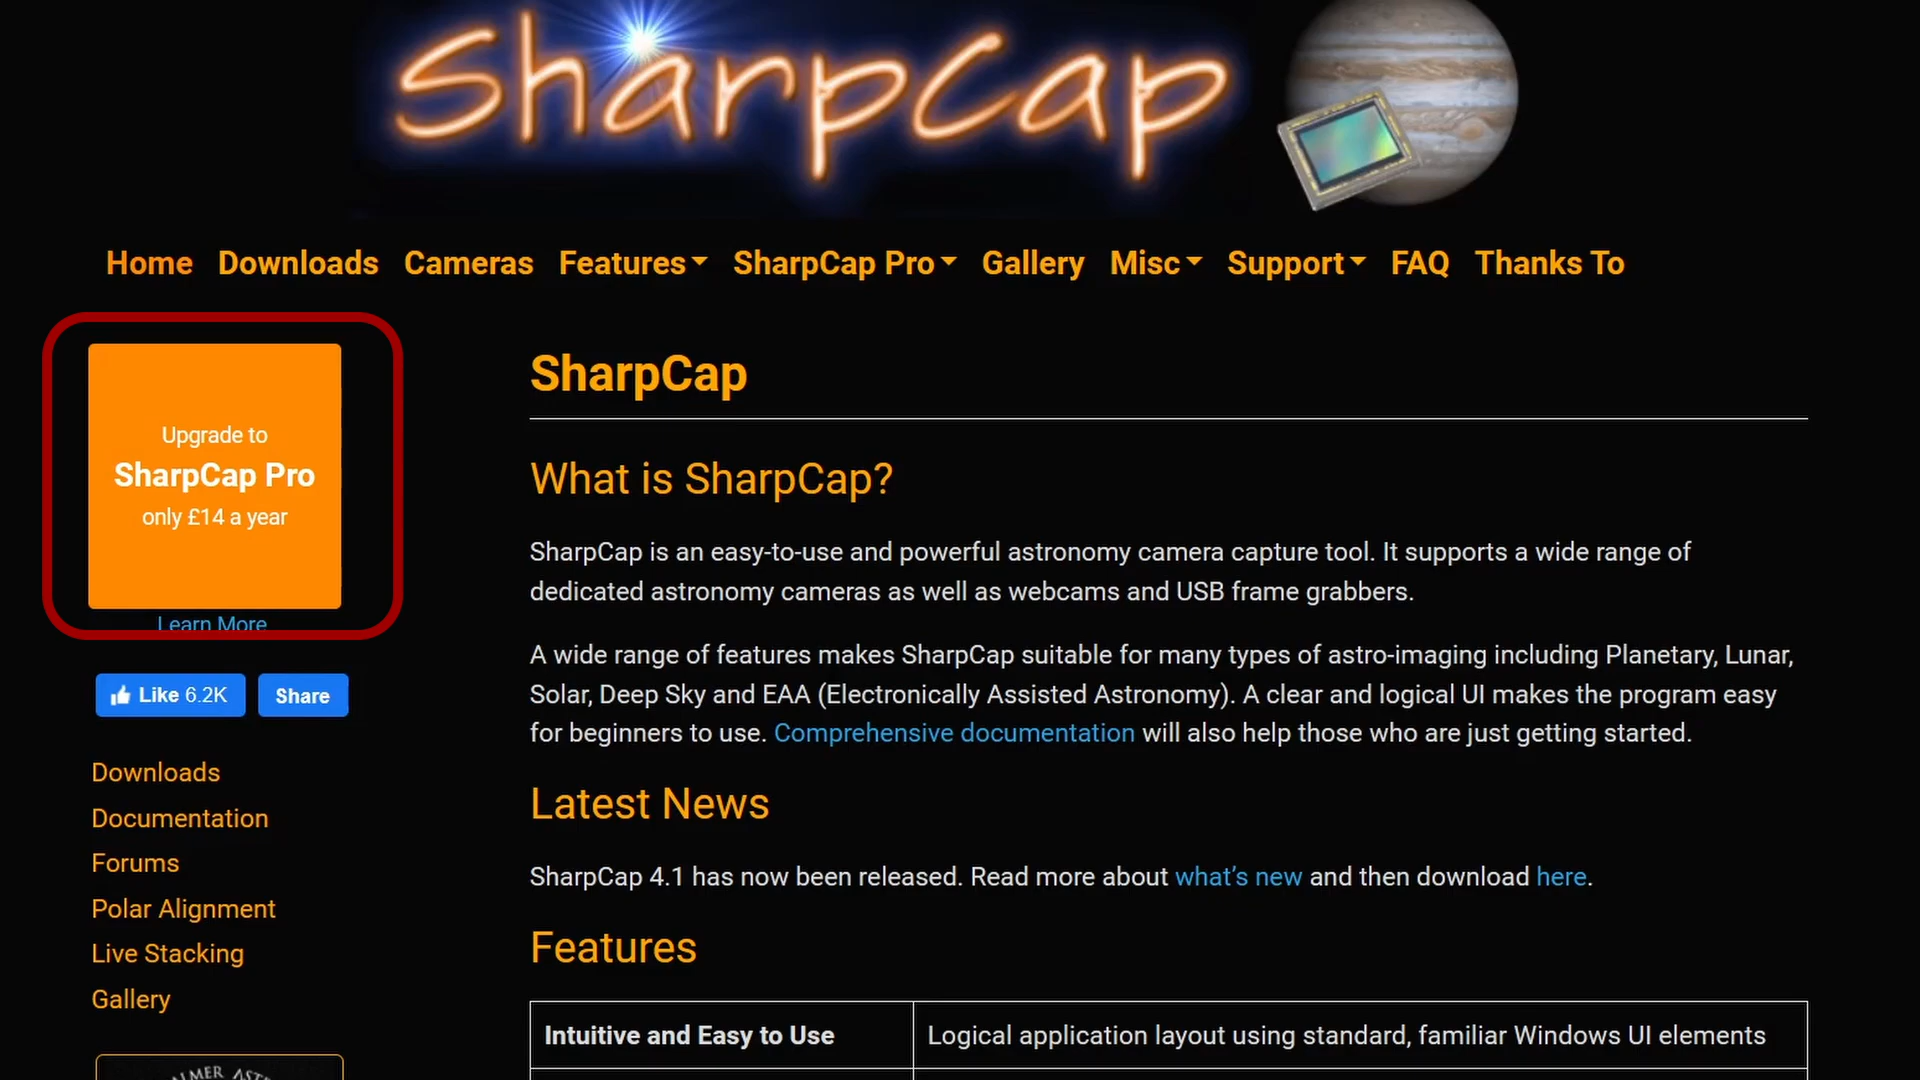 SharpCap
Home Downloads Cameras Features SharpCap Pro Gallery Misc Support FAQ Thanks To
Upgrade to
SharpCap Pro
only £14 a year
Learn More
Like 6.2K Share
Downloads
Documentation
Forums
Polar Alignment
Live Stacking
Gallery
SharpCap
What is SharpCap?
SharpCap is an easy-to-use and powerful astronomy camera capture tool. It supports a wide range of
dedicated astronomy cameras as well as webcams and USB frame grabbers.
A wide range of features makes SharpCap suitable for many types of astro-imaging including Planetary, Lunar,
Solar, Deep Sky and EAA (Electronically Assisted Astronomy). A clear and logical UI makes the program easy
for beginners to use. Comprehensive documentation will also help those who are just getting started.
Latest News
SharpCap 4.1 has now been released. Read more about what's new and then download here.
Features
Intuitive and Easy to Use Logical application layout using standard, familiar Windows UI elements